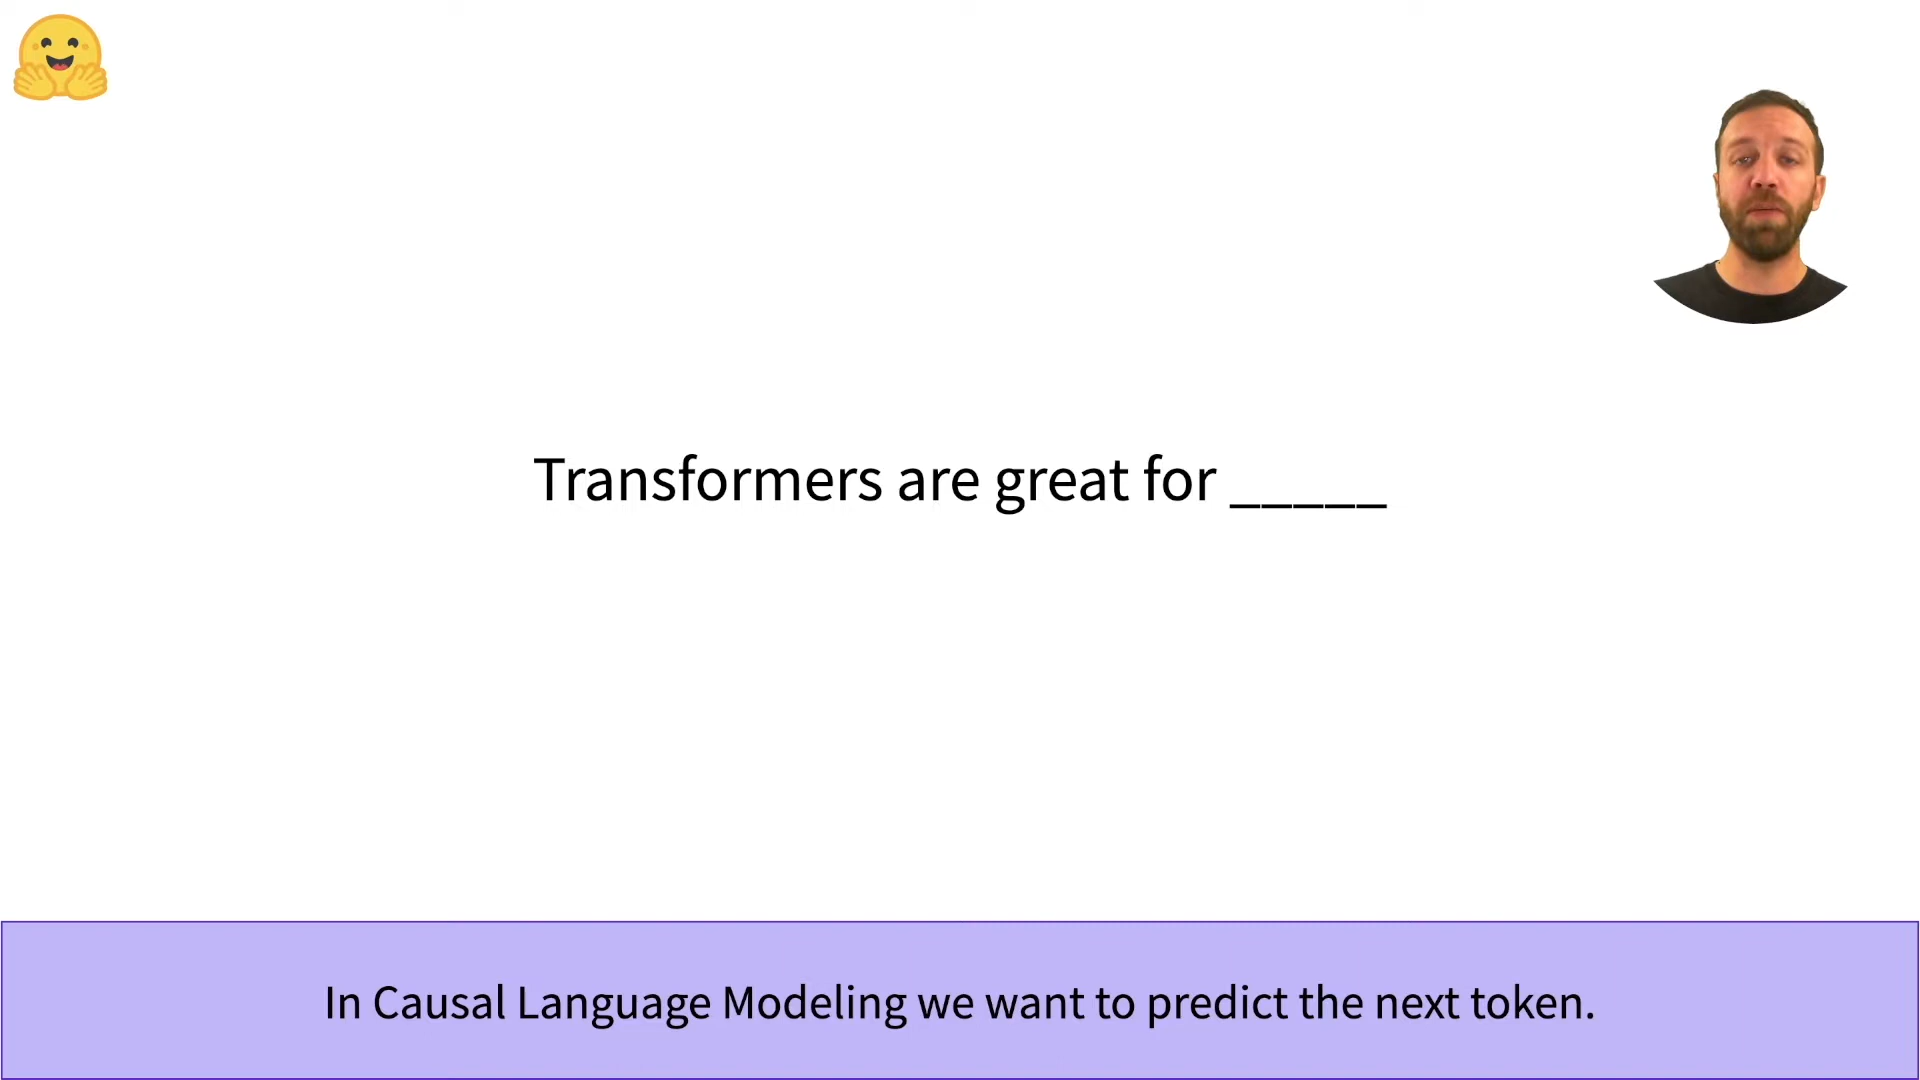 Transformers are great for _____
In Causal Language Modeling we want to predict the next token.